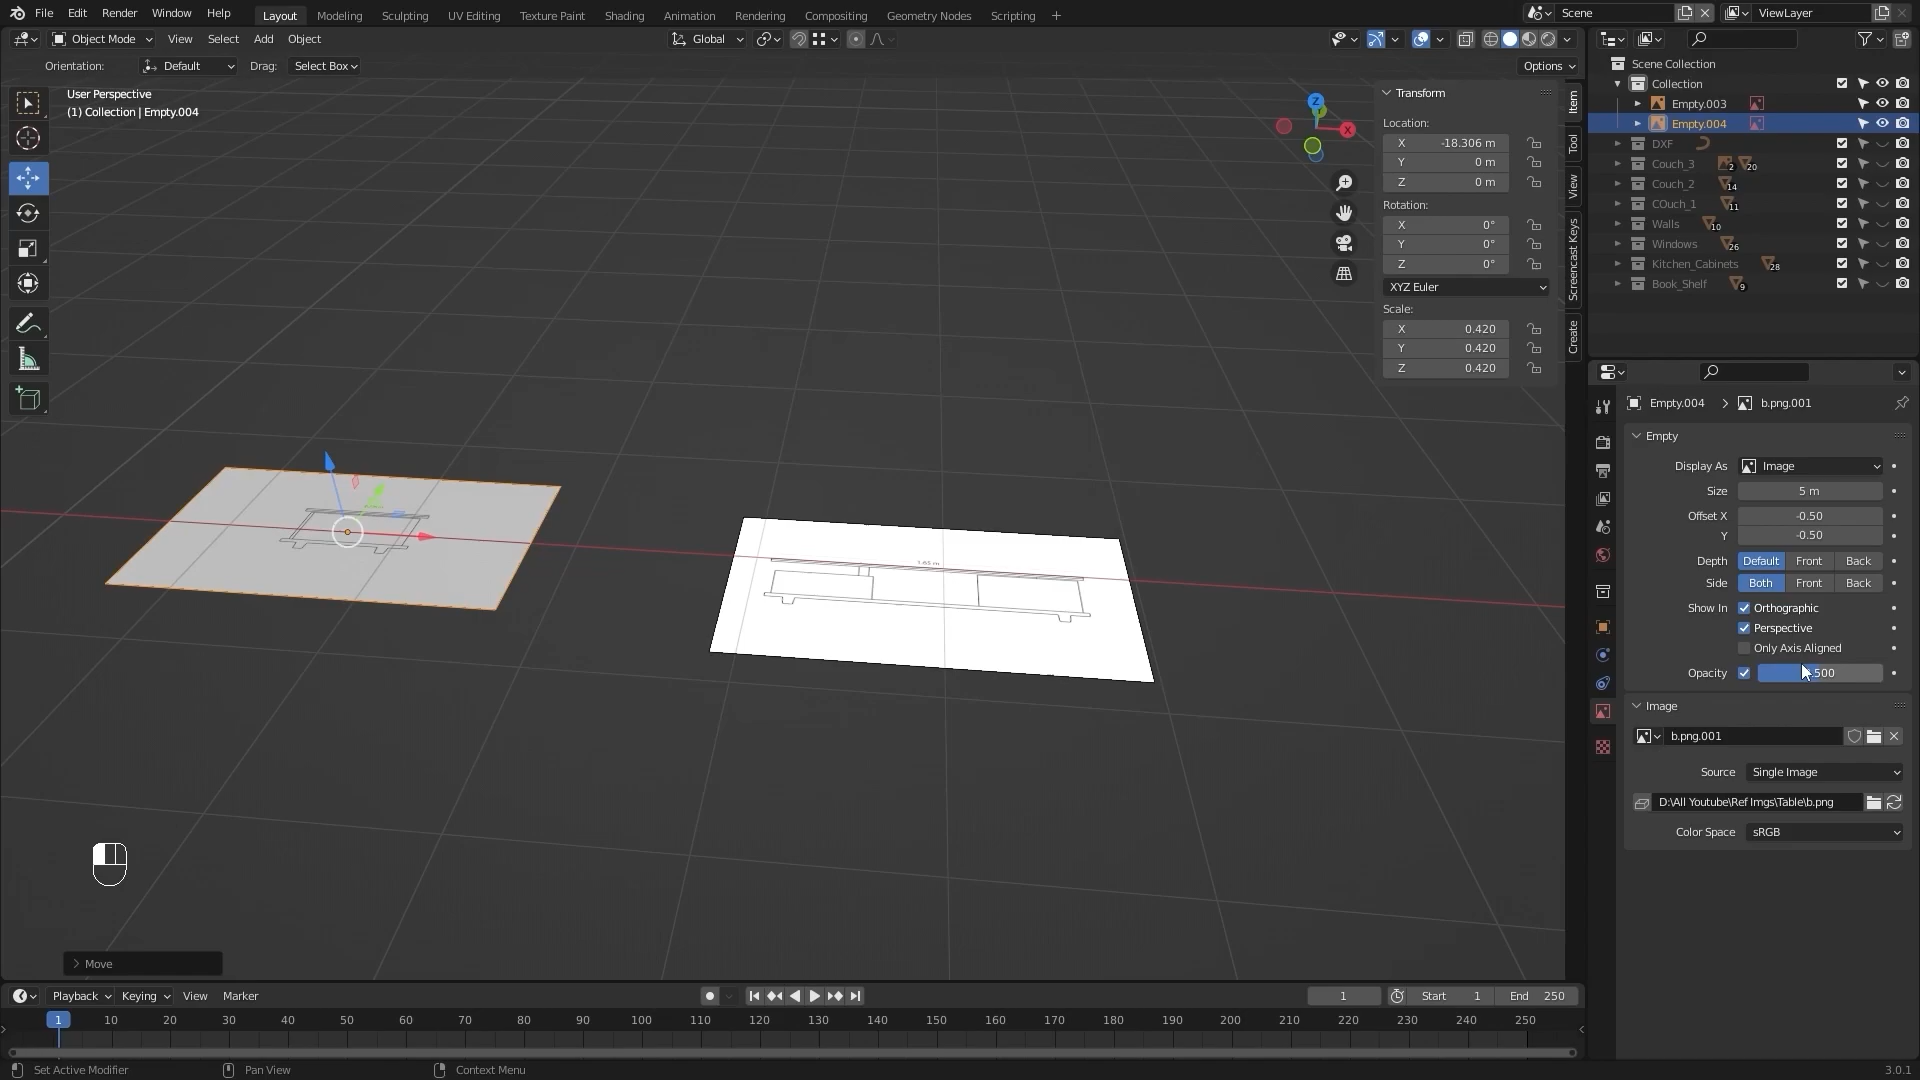 File Edit Render Window Help Layout Modeling Sculpting UV Editing Texture Paint Shading Animation Rendering Compositing Geometry Nodes Scripting + Scene ViewLayer
Object Mode View Select Add Object Global
Orientation: Default Drag: Select Box Options
User Perspective
(1) Collection | Empty.004
Z
X
Transform
Location:
X -18.306 m
Y 0 m
Z 0 m
Rotation:
X 0°
Y 0°
Z 0°
XYZ Euler
Scale:
X 0.420
Y 0.420
Z 0.420
Item
Tool
View
Screencast Keys
Create
Scene Collection
Collection
Empty.003
Empty.004
DXF
Couch_3 2 20
Couch_2 14
COuch_1 11
Walls 10
Windows 26
Kitchen_Cabinets 28
Book_Shelf 9
Empty.004 > b.png.001
Empty
Display As Image
Size 5 m
Offset X -0.50
Y -0.50
Depth Default Front Back
Side Both Front Back
Show In Orthographic
Perspective
Only Axis Aligned
Opacity .500
Image
b.png.001
Source Single Image
D:\All Youtube\Ref Imgs\Table\b.png
Color Space sRGB
> Move
Playback Keying View Marker 1 Start 1 End 250
1 10 20 30 40 50 60 70 80 90 100 110 120 130 140 150 160 170 180 190 200 210 220 230 240 250
Set Active Modifier Pan View Context Menu 3.0.1